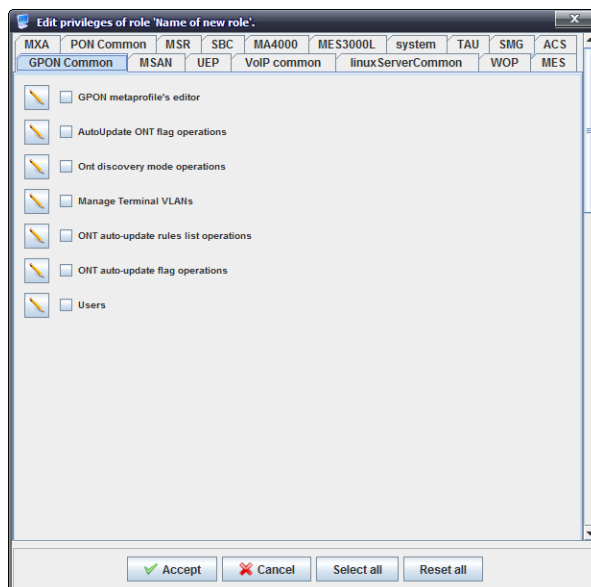 Edit privileges of role 'Name of new role'.
MXA PON Common MSR SBC MA4000 MES3000L system TAU SMG ACS
GPON Common MSAN UEP VoIP common linuxServerCommon WOP MES
GPON metaprofile's editor
AutoUpdate ONT flag operations
Ont discovery mode operations
Manage Terminal VLANs
ONT auto-update rules list operations
ONT auto-update flag operations
Users
Accept Cancel Select all Reset all